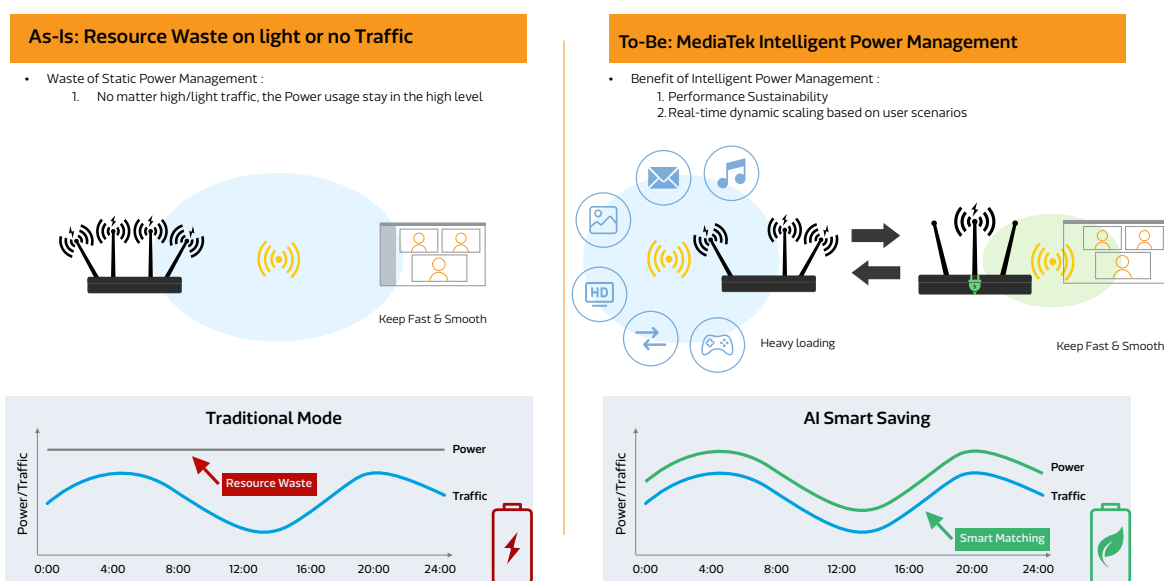 As-Is: Resource Waste on light or no Traffic
• Waste of Static Power Management :
1. No matter high/light traffic, the Power usage stay in the high level
Keep Fast & Smooth
Traditional Mode
Power/Traffic
Power
Resource Waste
Traffic
0:00 4:00 8:00 12:00 16:00 20:00 24:00
To-Be: MediaTek Intelligent Power Management
• Benefit of Intelligent Power Management :
1. Performance Sustainability
2. Real-time dynamic scaling based on user scenarios
HD
Heavy loading
Keep Fast & Smooth
AI Smart Saving
Power/Traffic
Power
Traffic
Smart Matching
0:00 4:00 8:00 12:00 16:00 20:00 24:00